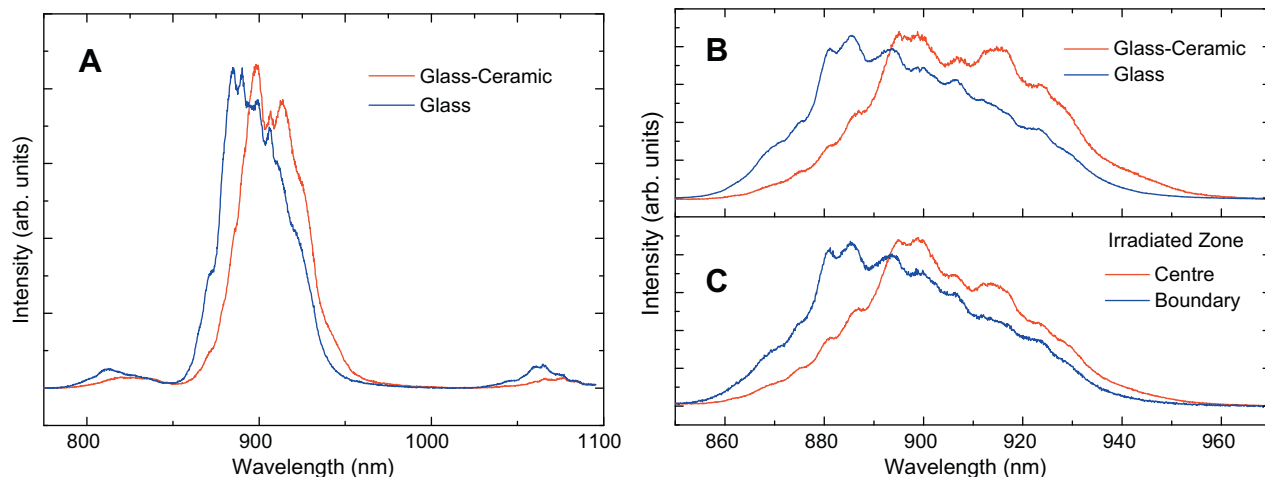 A
Glass-Ceramic
Glass
Intensity (arb. units)
800
900
1000
1100
Wavelength (nm)
B
Glass-Ceramic
Glass
Intensity (arb. units)
C
Irradiated Zone
Centre
Boundary
860
880
900
920
940
960
Wavelength (nm)